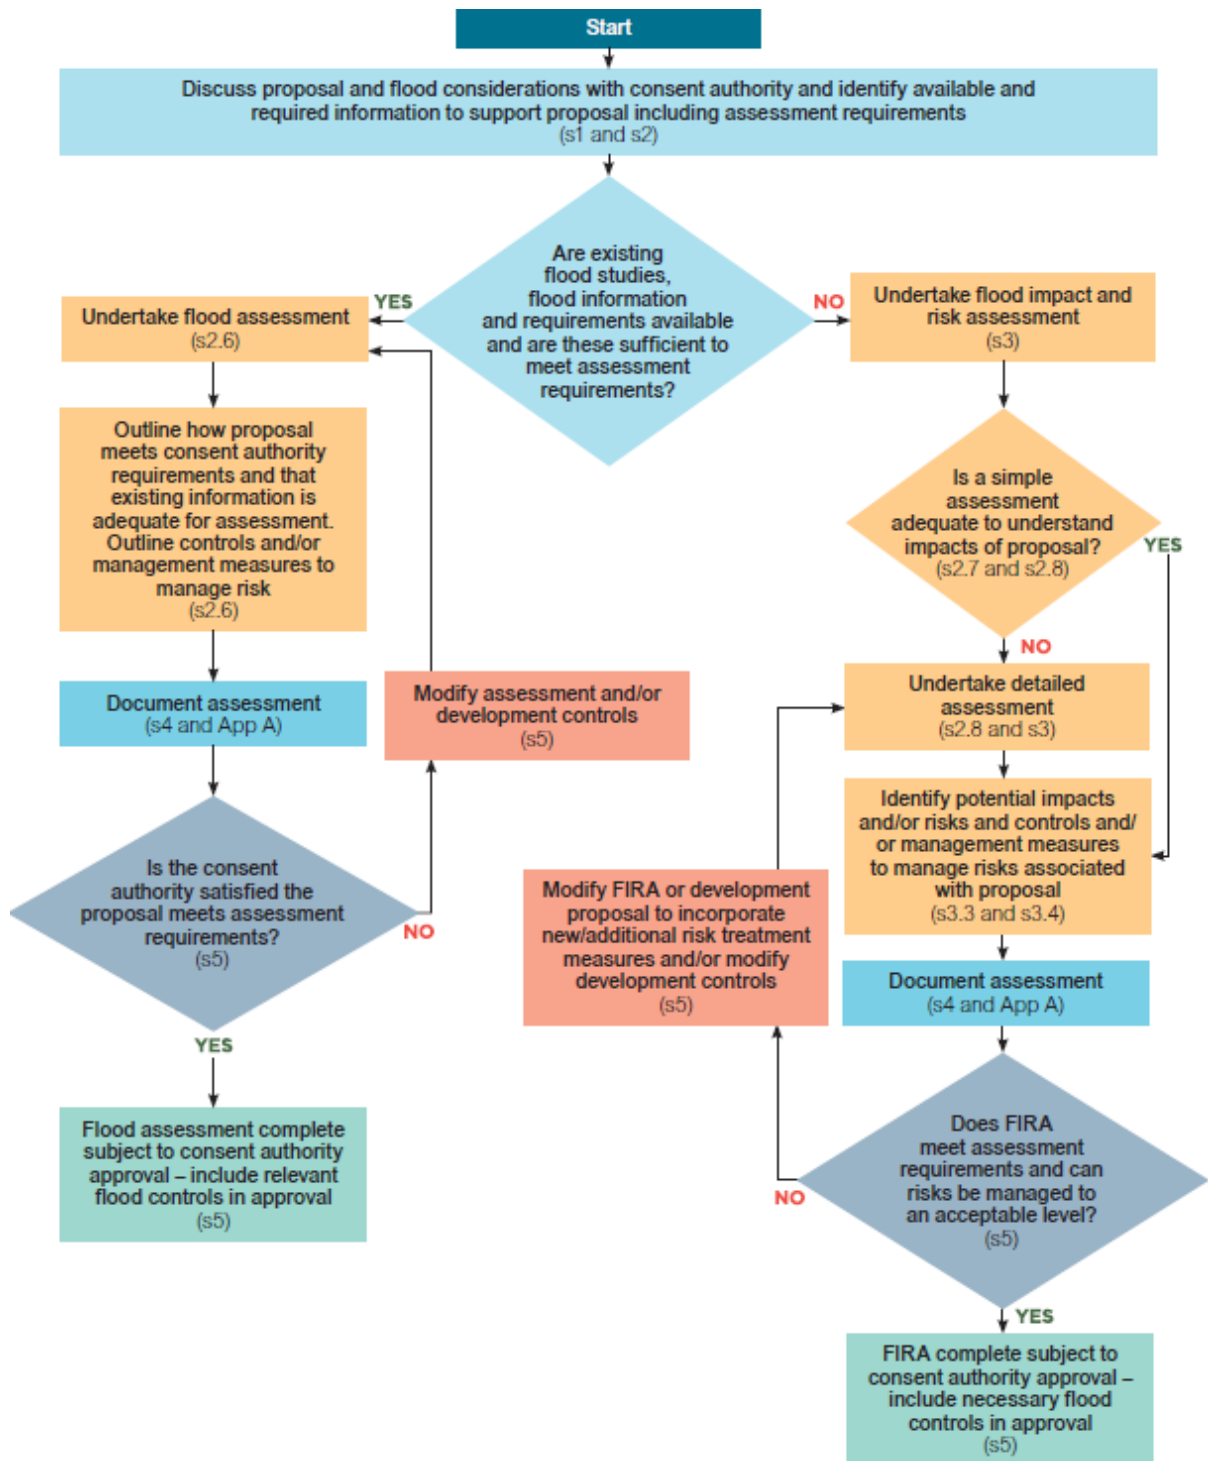 Start
Discuss proposal and flood considerations with consent authority and identify available and
required information to support proposal including assessment requirements
(s1 and s2)
Are existing
flood studies,
flood information
and requirements available
and are these sufficient to
meet assessment
requirements?
YES
NO
Undertake flood assessment
(s2.6)
Outline how proposal
meets consent authority
requirements and that
existing information is
adequate for assessment.
Outline controls and/or
management measures to
manage risk
(s2.6)
Document assessment
(s4 and App A)
Is the consent
authority satisfied the
proposal meets assessment
requirements?
(s5)
NO
Modify assessment and/or
development controls
(s5)
YES
Flood assessment complete
subject to consent authority
approval – include relevant
flood controls in approval
(s5)
Undertake flood impact and
risk assessment
(s3)
Is a simple
assessment
adequate to understand
impacts of proposal?
(s2.7 and s2.8)
YES
NO
Undertake detailed
assessment
(s2.8 and s3)
Identify potential impacts
and/or risks and controls and/
or management measures
to manage risks associated
with proposal
(s3.3 and s3.4)
Document assessment
(s4 and App A)
Does FIRA
meet assessment
requirements and can
risks be managed to
an acceptable level?
(s5)
NO
Modify FIRA or development
proposal to incorporate
new/additional risk treatment
measures and/or modify
development controls
(s5)
YES
FIRA complete subject to
consent authority approval –
include necessary flood
controls in approval
(s5)